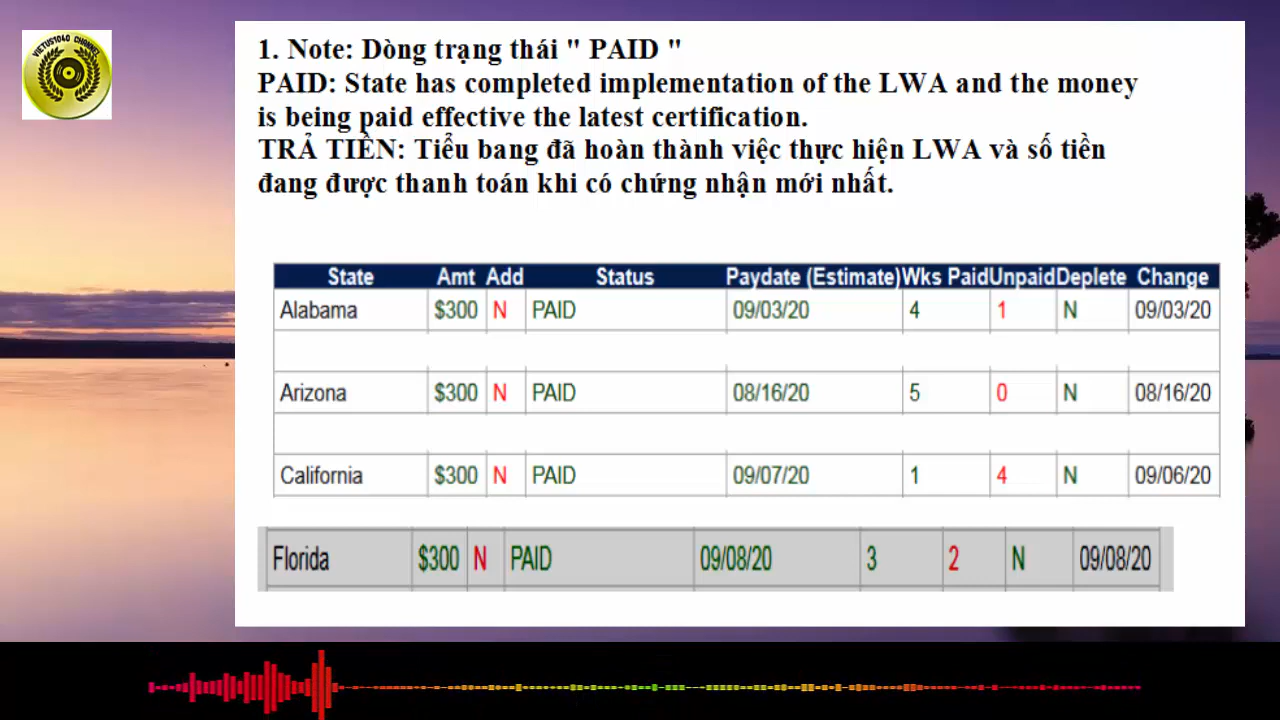 VIETUS1040 CHANNEL
1. Note: Dòng trạng thái " PAID "
PAID: State has completed implementation of the LWA and the money
is being paid effective the latest certification.
TRẢ TIỀN: Tiểu bang đã hoàn thành việc thực hiện LWA và số tiền
đang được thanh toán khi có chứng nhận mới nhất.
State Amt Add Status Paydate (Estimate) Wks Paid Unpaid Deplete Change
Alabama $300 N PAID 09/03/20 4 1 N 09/03/20
Arizona $300 N PAID 08/16/20 5 0 N 08/16/20
California $300 N PAID 09/07/20 1 4 N 09/06/20
Florida $300 N PAID 09/08/20 3 2 N 09/08/20